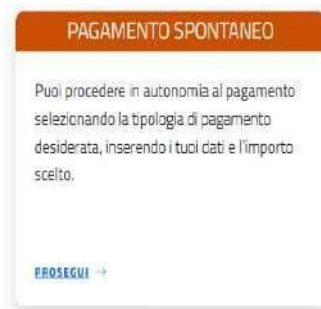 PAGAMENTO SPONTANEO
Puoi procedere in autonomia al pagamento
selezionando la tipologia di pagamento
desiderata, inserendo i tuoi dati e l'importo
scelto.
PROSEGUI →